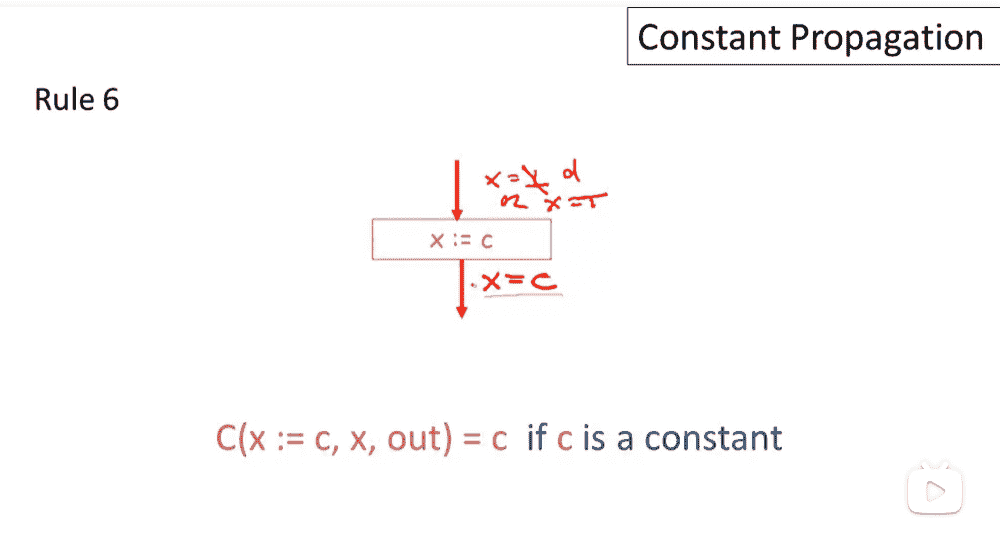 Constant Propagation
Rule 6
x = d
or x = T
x := c
x = c
C(x := c, x, out) = c if c is a constant